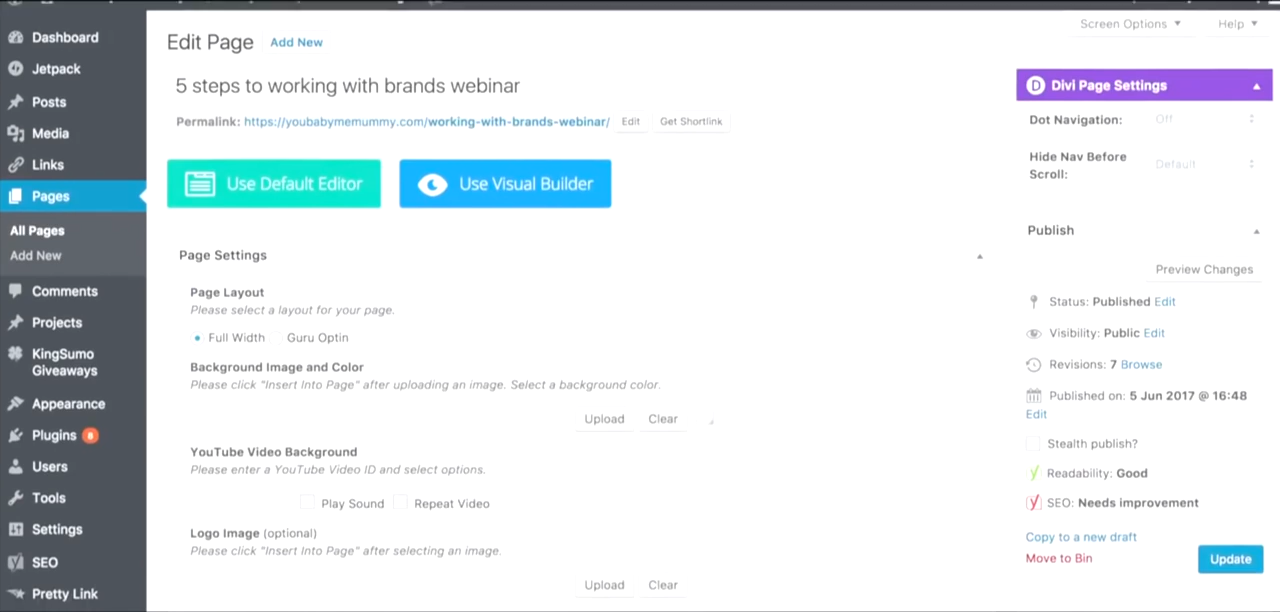 Screen Options
Help
Dashboard
Jetpack
Posts
Media
Links
Pages
All Pages
Add New
Comments
Projects
KingSumo
Giveaways
Appearance
Plugins 8
Users
Tools
Settings
SEO
Pretty Link
Edit Page Add New
5 steps to working with brands webinar
Permalink: https://youbabymemummy.com/working-with-brands-webinar/ Edit Get Shortlink
Use Default Editor Use Visual Builder
Page Settings
Page Layout
Please select a layout for your page.
Full Width Guru Optin
Background Image and Color
Please click "Insert Into Page" after uploading an image. Select a background color.
Upload Clear
YouTube Video Background
Please enter a YouTube Video ID and select options.
Play Sound Repeat Video
Logo Image (optional)
Please click "Insert Into Page" after selecting an image.
Upload Clear
D Divi Page Settings
Dot Navigation: Off
Hide Nav Before
Scroll: Default
Publish
Preview Changes
Status: Published Edit
Visibility: Public Edit
Revisions: 7 Browse
Published on: 5 Jun 2017 @ 16:48
Edit
Stealth publish?
Readability: Good
SEO: Needs improvement
Copy to a new draft
Move to Bin
Update